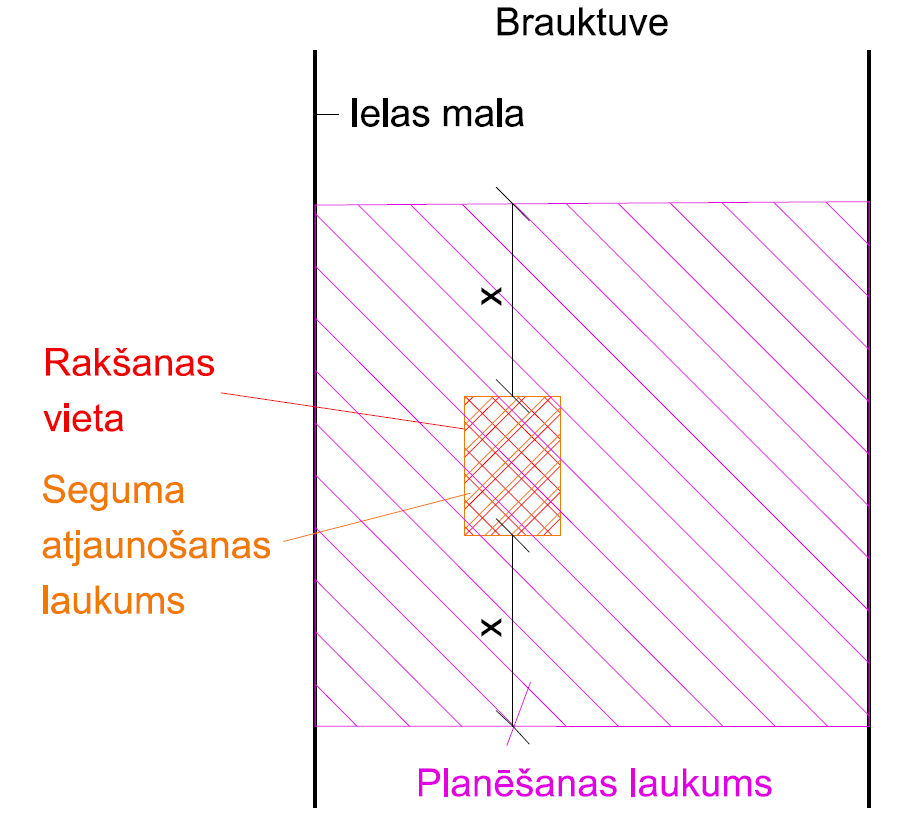 Brauktuve
Ielas mala
x
Rakšanas
vieta
Seguma
atjaunošanas
laukums
x
Planēšanas laukums